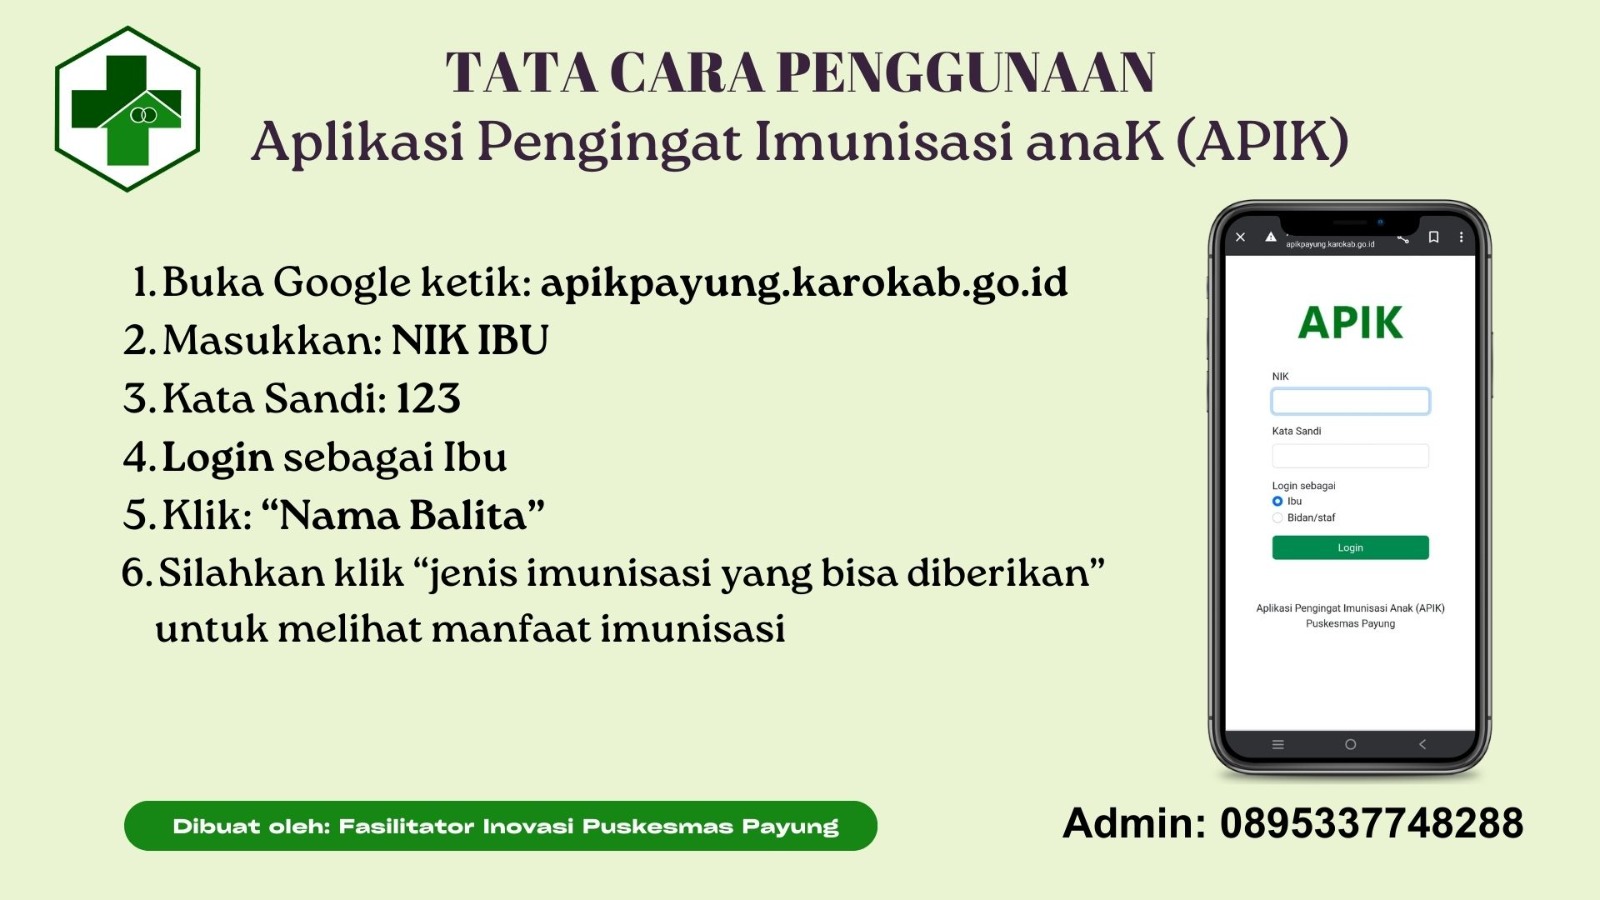 TATA CARA PENGGUNAAN
Aplikasi Pengingat Imunisasi anaK (APIK)
1. Buka Google ketik: apikpayung.karokab.go.id
2. Masukkan: NIK IBU
3. Kata Sandi: 123
4. Login sebagai Ibu
5. Klik: “Nama Balita”
6. Silahkan klik “jenis imunisasi yang bisa diberikan”
untuk melihat manfaat imunisasi
apikpayung.karokab.go.id
APIK
NIK
Kata Sandi
Login sebagai
Ibu
Bidan/staf
Login
Aplikasi Pengingat Imunisasi Anak (APIK)
Puskesmas Payung
Dibuat oleh: Fasilitator Inovasi Puskesmas Payung
Admin: 0895337748288